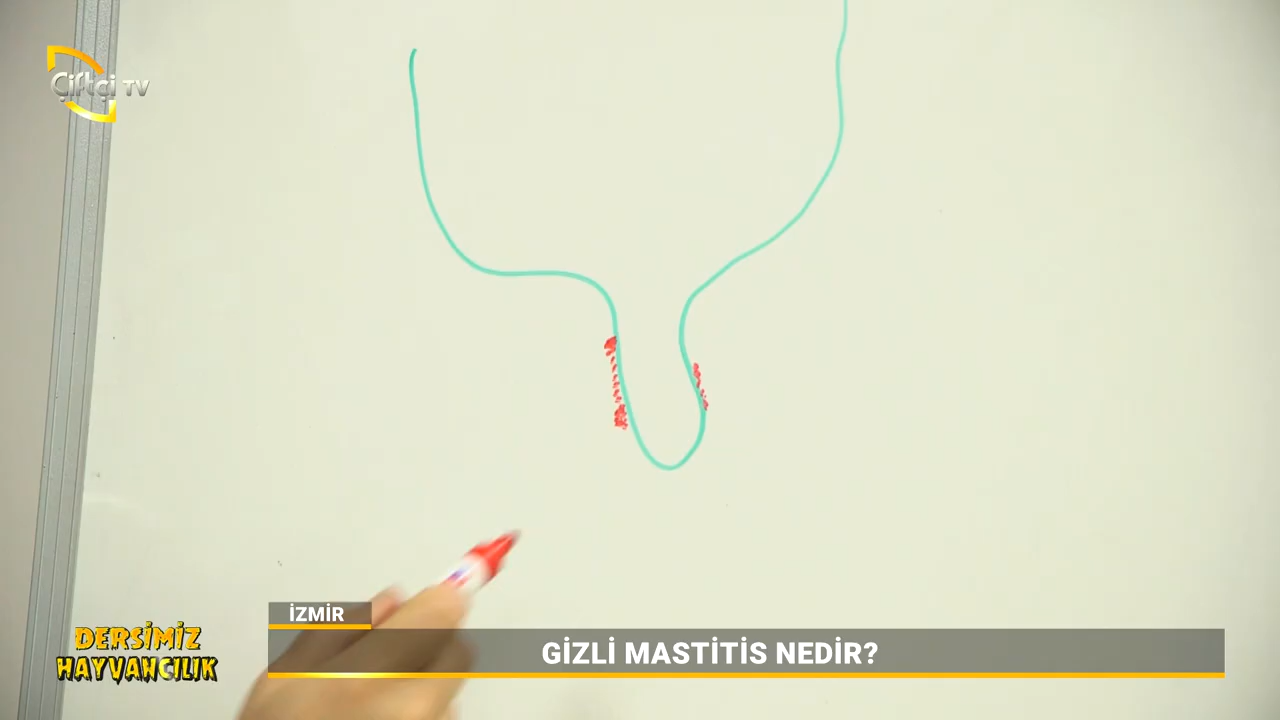 Çiftçi TV
İZMİR
GİZLİ MASTİTİS NEDİR?
DERSİMİZ
HAYVANCILIK